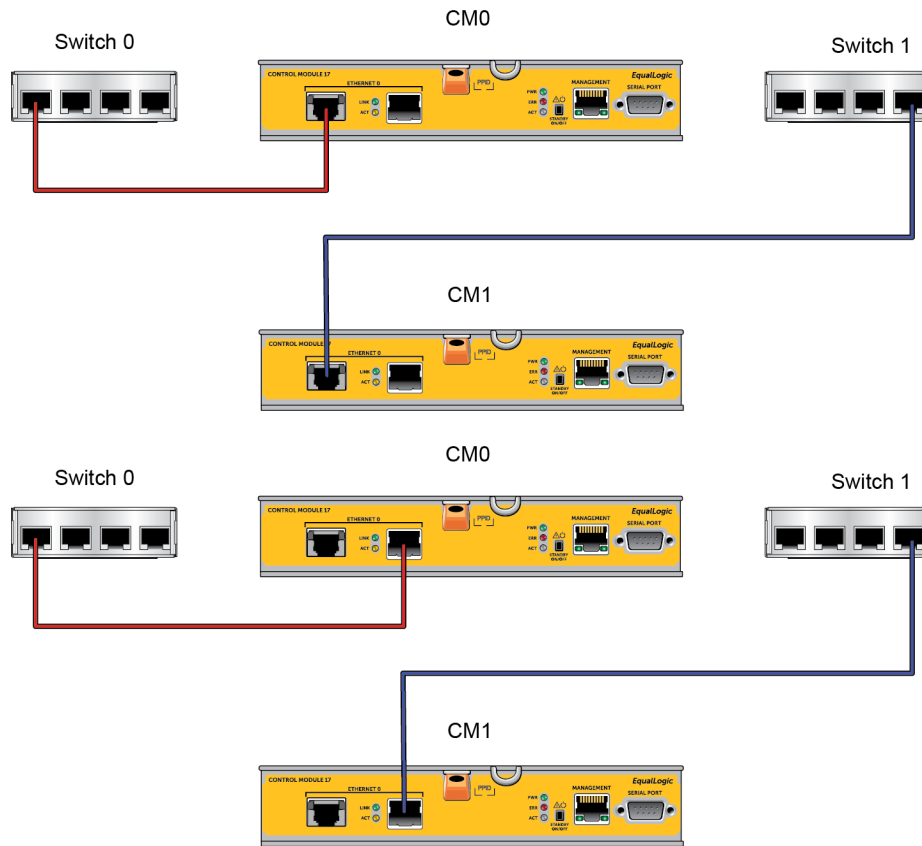 CM0
Switch 0
Switch 1
CONTROL MODULE 17
EqualLogic
ETHERNET 0
PPID
MANAGEMENT
SERIAL PORT
LINK
ACT
PWR
ERR
ACT
STANDBY
ON/OFF
CM1
CONTROL MODULE 17
EqualLogic
ETHERNET 0
PPID
MANAGEMENT
SERIAL PORT
LINK
ACT
PWR
ERR
ACT
STANDBY
ON/OFF
CM0
Switch 0
Switch 1
CONTROL MODULE 17
EqualLogic
ETHERNET 0
PPID
MANAGEMENT
SERIAL PORT
LINK
ACT
PWR
ERR
ACT
STANDBY
ON/OFF
CM1
CONTROL MODULE 17
EqualLogic
ETHERNET 0
PPID
MANAGEMENT
SERIAL PORT
LINK
ACT
PWR
ERR
ACT
STANDBY
ON/OFF